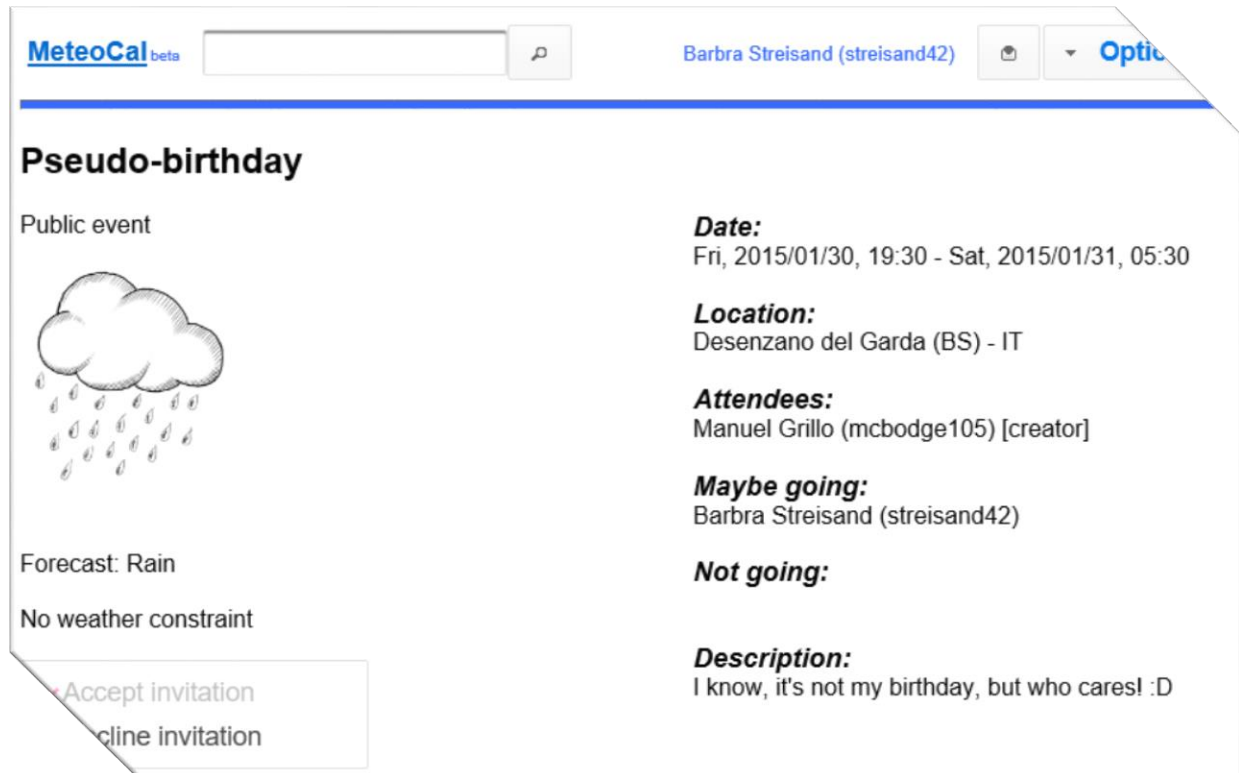 MeteoCal beta
Barbra Streisand (streisand42)
Pseudo-birthday
Public event
Forecast: Rain
No weather constraint
Accept invitation
invitation
Date:
Fri, 2015/01/30, 19:30 - Sat, 2015/01/31, 05:30
Location:
Desenzano del Garda (BS) - IT
Attendees:
Manuel Grillo (mcbodge105) [creator]
Maybe going:
Barbra Streisand (streisand42)
Not going:
Description:
I know, it's not my birthday, but who cares! :D